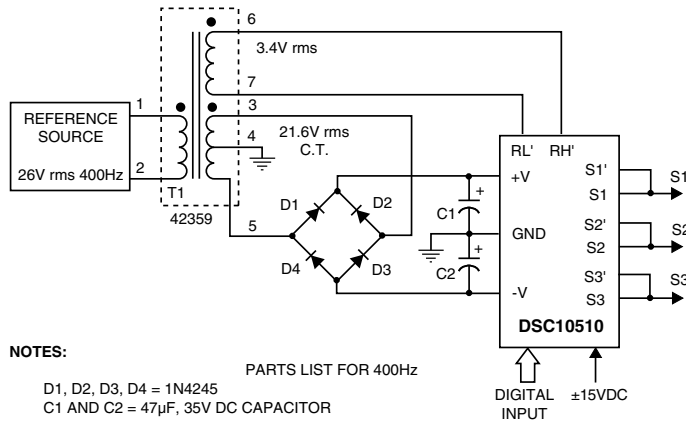 6
3.4V rms
7
1
3
REFERENCE
SOURCE
21.6V rms
C.T.
4
26V rms 400Hz
2
T1
42359
5
D1
D2
D4
D3
C1
+
C2
+
RL'
RH'
+V
GND
-V
S1'
S1
S2'
S2
S3'
S3
DSC10510
S1
S2
S3
DIGITAL
INPUT
±15VDC
NOTES:
PARTS LIST FOR 400Hz
D1, D2, D3, D4 = 1N4245
C1 AND C2 = 47µF, 35V DC CAPACITOR